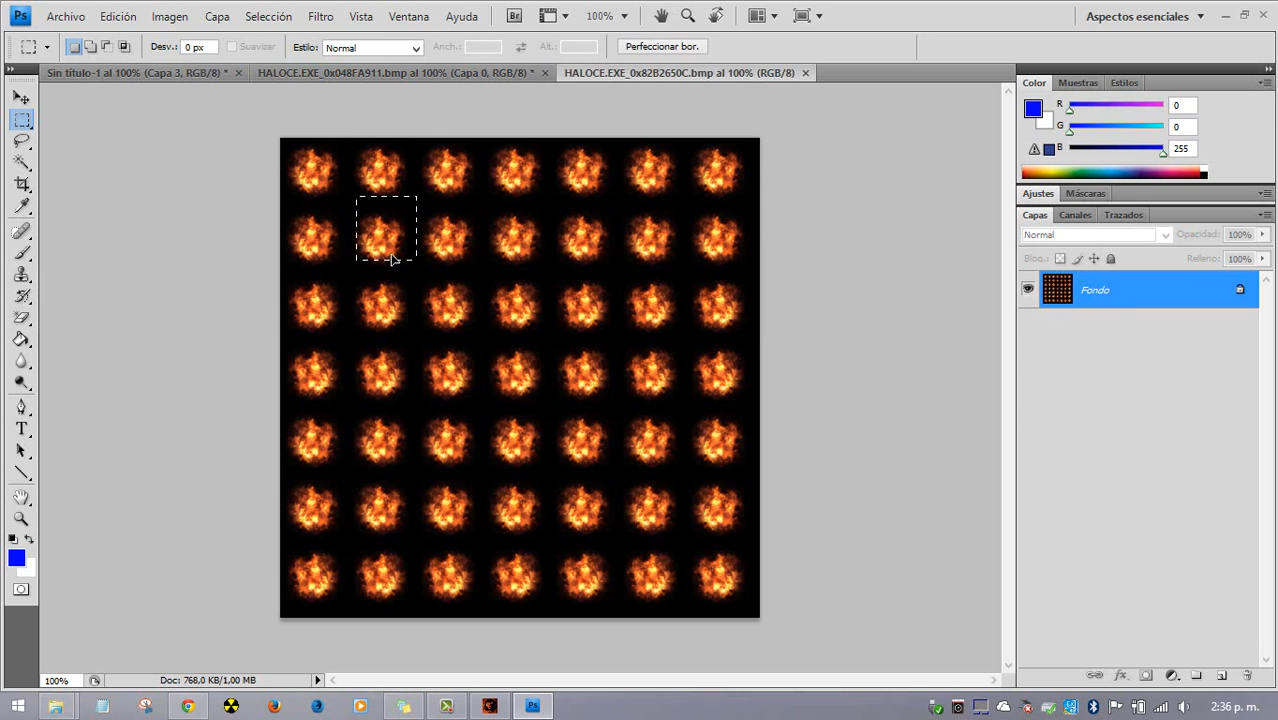 Ps Archivo Edición Imagen Capa Selección Filtro Vista Ventana Ayuda Br 100% Aspectos esenciales
Desv.: 0 px Suavizar Estilo: Normal Anch.: Alt.: Perfeccionar bor.
Sin título-1 al 100% (Capa 3, RGB/8) * × HALOCE.EXE_0x048FA911.bmp al 100% (Capa 0, RGB/8) * × HALOCE.EXE_0x82B2650C.bmp al 100% (RGB/8) ×
Color Muestras Estilos
R 0
G 0
B 255
Ajustes Máscaras
Capas Canales Trazados
Normal Opacidad: 100%
Bloq.: Relleno: 100%
Fondo
T
100% Doc: 768,0 KB/1,00 MB
Ps 2:36 p. m.